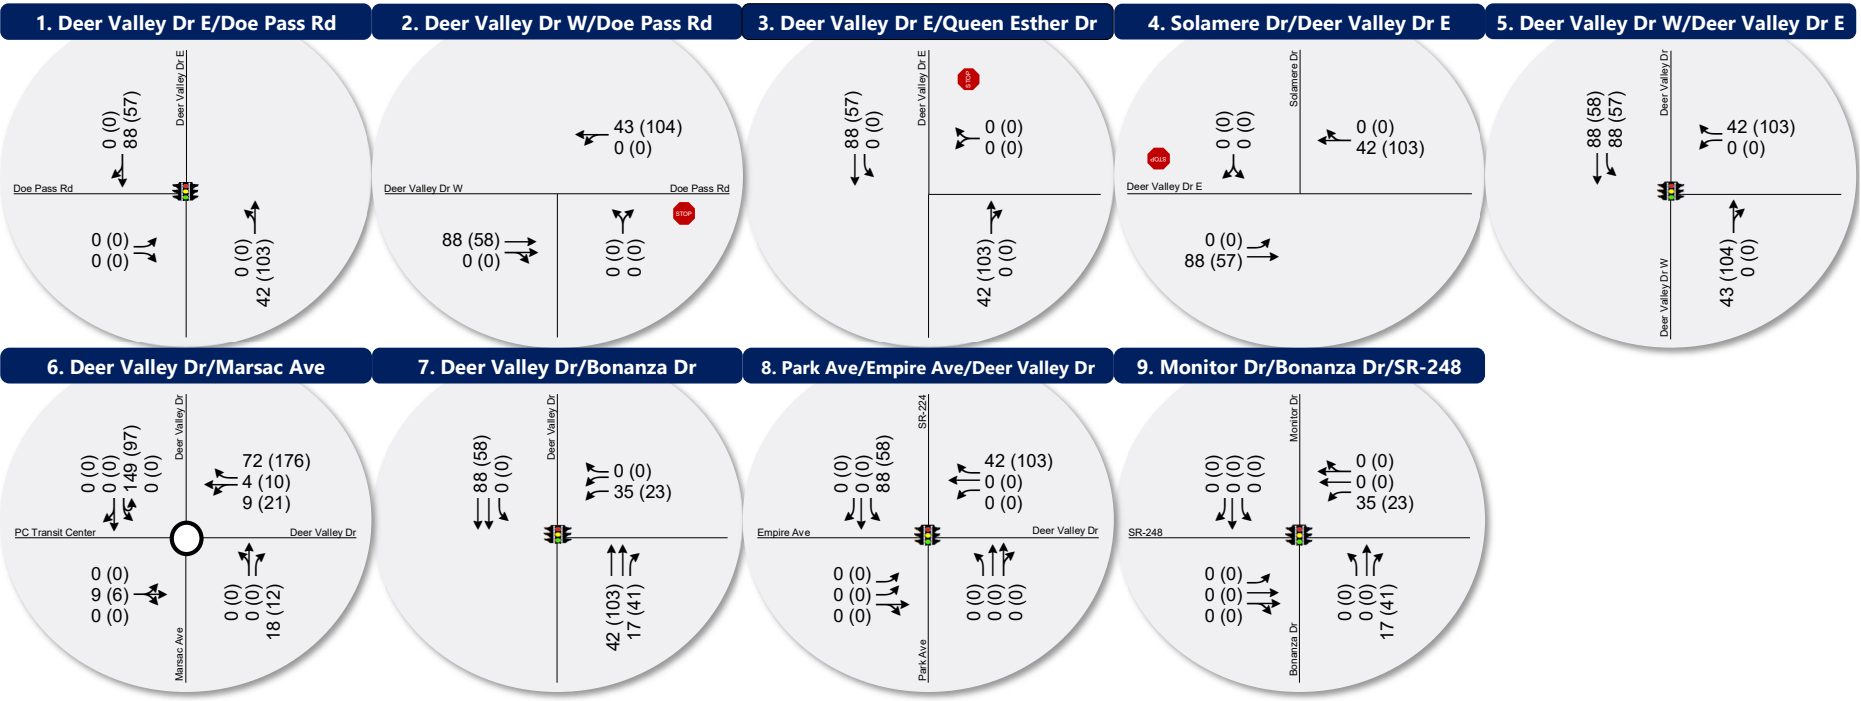 1. Deer Valley Dr E/Doe Pass Rd
Deer Valley Dr E
0 (0)
88 (57)
Doe Pass Rd
0 (0)
0 (0)
0 (0)
42 (103)
2. Deer Valley Dr W/Doe Pass Rd
43 (104)
0 (0)
Deer Valley Dr W
Doe Pass Rd
STOP
88 (58)
0 (0)
0 (0)
0 (0)
3. Deer Valley Dr E/Queen Esther Dr
Deer Valley Dr E
STOP
88 (57)
0 (0)
0 (0)
0 (0)
42 (103)
0 (0)
4. Solamere Dr/Deer Valley Dr E
Solamere Dr
0 (0)
0 (0)
0 (0)
42 (103)
STOP
Deer Valley Dr E
0 (0)
88 (57)
5. Deer Valley Dr W/Deer Valley Dr E
Deer Valley Dr
88 (58)
88 (57)
42 (103)
0 (0)
Deer Valley Dr W
43 (104)
0 (0)
6. Deer Valley Dr/Marsac Ave
Deer Valley Dr
0 (0)
0 (0)
149 (97)
0 (0)
72 (176)
4 (10)
9 (21)
PC Transit Center
Deer Valley Dr
0 (0)
9 (6)
0 (0)
Marsac Ave
0 (0)
0 (0)
18 (12)
7. Deer Valley Dr/Bonanza Dr
Deer Valley Dr
88 (58)
0 (0)
0 (0)
35 (23)
42 (103)
17 (41)
8. Park Ave/Empire Ave/Deer Valley Dr
SR-224
0 (0)
0 (0)
88 (58)
42 (103)
0 (0)
0 (0)
Empire Ave
Deer Valley Dr
0 (0)
0 (0)
0 (0)
Park Ave
0 (0)
0 (0)
0 (0)
9. Monitor Dr/Bonanza Dr/SR-248
Monitor Dr
0 (0)
0 (0)
0 (0)
0 (0)
0 (0)
35 (23)
SR-248
0 (0)
0 (0)
0 (0)
Bonanza Dr
0 (0)
0 (0)
17 (41)